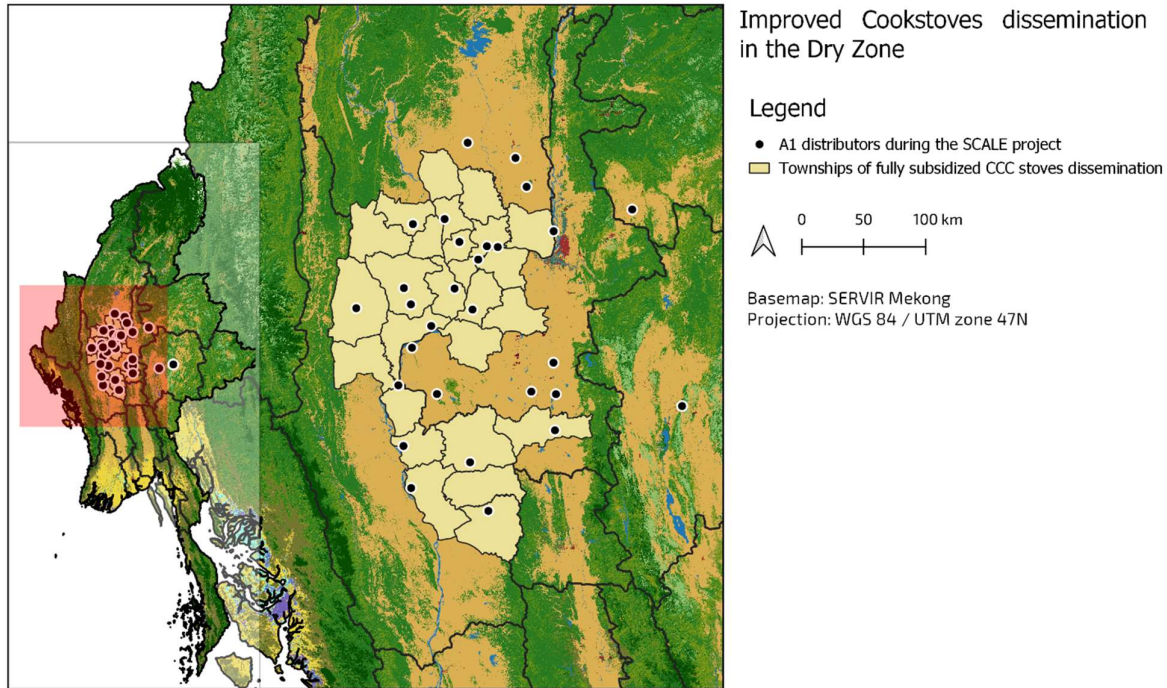 Improved Cookstoves dissemination
in the Dry Zone
Legend
A1 distributors during the SCALE project
Townships of fully subsidized CCC stoves dissemination
0 50 100 km
Basemap: SERVIR Mekong
Projection: WGS 84 / UTM zone 47N